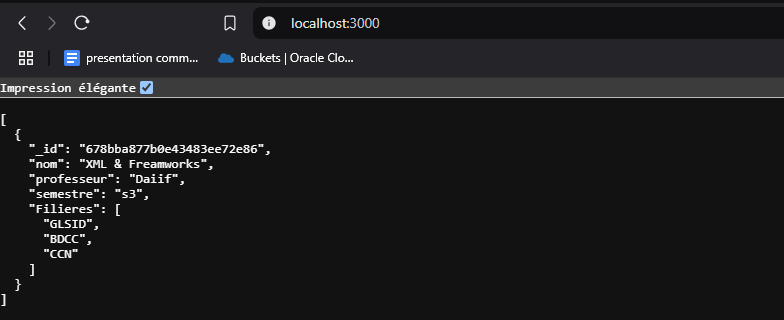 localhost:3000
presentation comm... Buckets | Oracle Clo...
Impression élégante
[
  {
    "_id": "678bba877b0e43483ee72e86",
    "nom": "XML & Freamworks",
    "professeur": "Daiif",
    "semestre": "s3",
    "Filieres": [
      "GLSID",
      "BDCC",
      "CCN"
    ]
  }
]